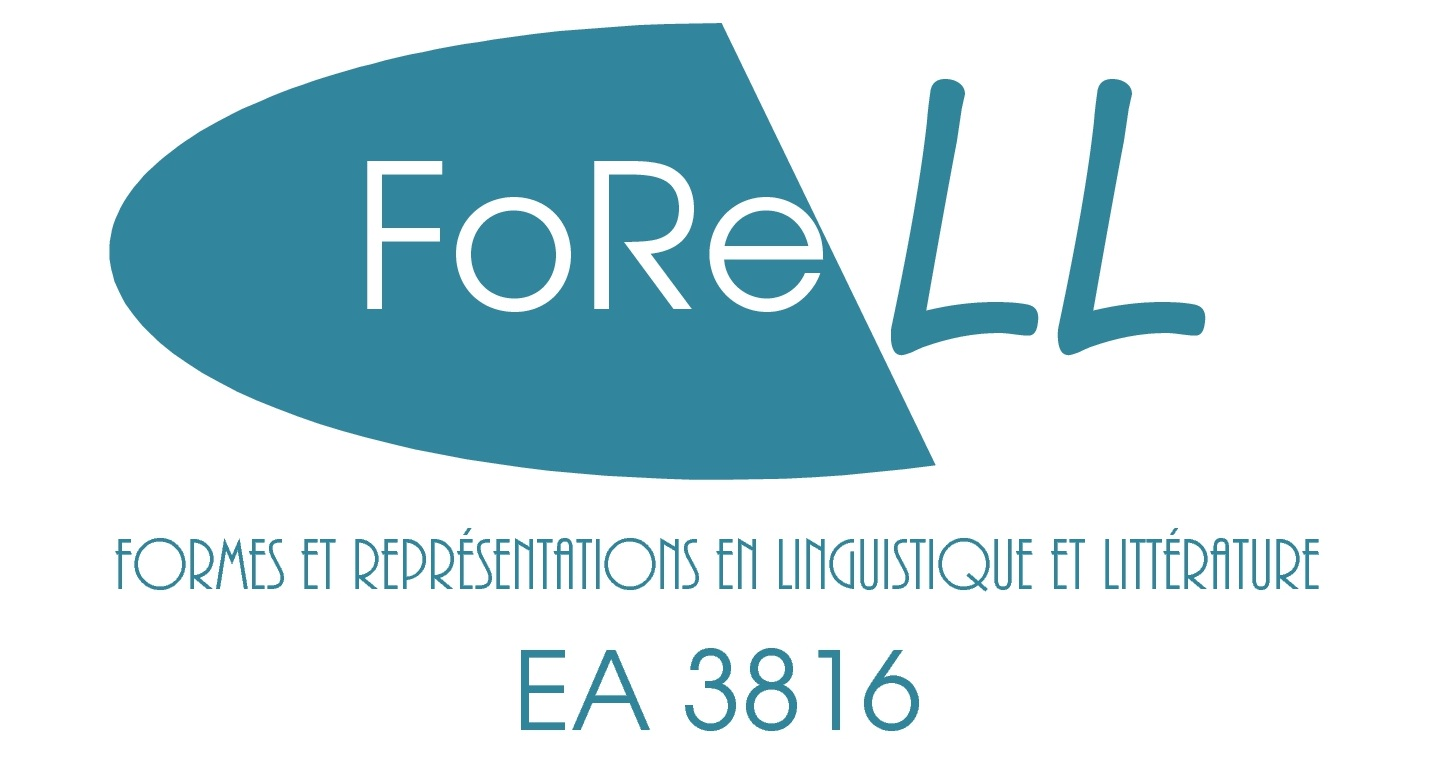 FoReLL
FORMES ET REPRÉSENTATIONS EN LINGUISTIQUE ET LITTÉRATURE
EA 3816